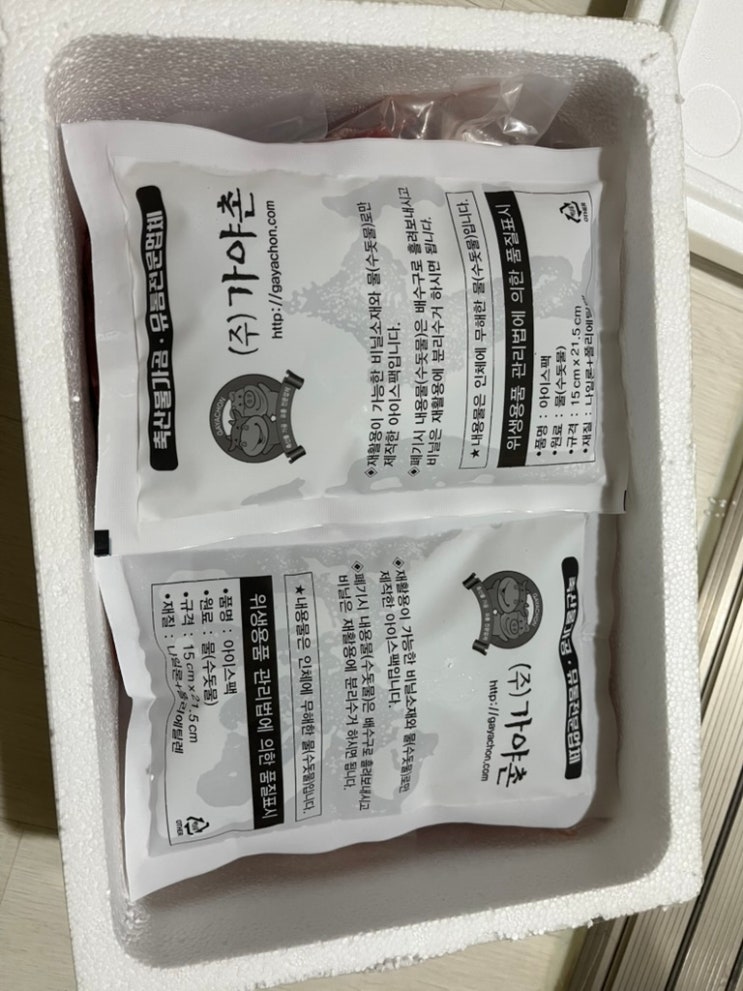 축산물가공·유통전문업체
GAYACHON
(주)가야촌
http://gayachon.com
◈재활용이 가능한 비닐소재와 물(수돗물)로만
제작한 아이스팩입니다.
◈폐기시 내용물(수돗물)은 배수구로 흘려보내시고
비닐은 재활용에 분리수거 하시면 됩니다.
★내용물은 인체에 무해한 물(수돗물)입니다.
위생용품 관리법에 의한 품질표시
•품명 : 아이스팩
•원료 : 물(수돗물)
•규격 : 15cm×21.5cm
•재질 : 나일론+폴리에틸
OTHER
축산물가공·유통전문업체
GAYACHON
(주)가야촌
http://gayachon.com
◈재활용이 가능한 비닐소재와 물(수돗물)로만
제작한 아이스팩입니다.
◈폐기시 내용물(수돗물)은 배수구로 흘려보내시고
비닐은 재활용에 분리수거 하시면 됩니다.
★내용물은 인체에 무해한 물(수돗물)입니다.
위생용품 관리법에 의한 품질표시
•품명 : 아이스팩
•원료 : 물(수돗물)
•규격 : 15cm×21.5cm
•재질 : 나일론+폴리에틸렌
OTHER